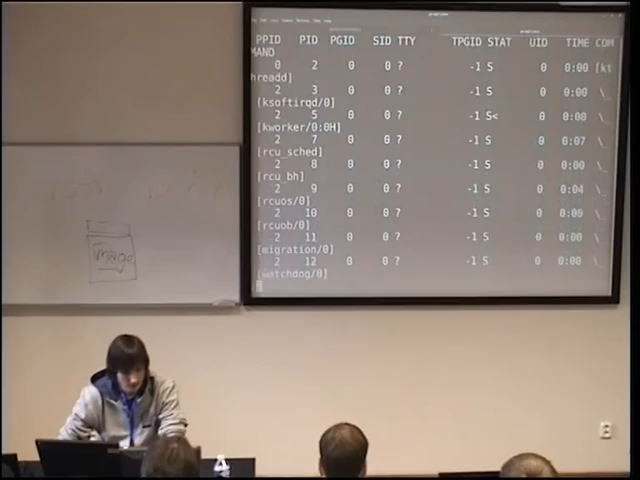 PPID PID PGID SID TTY TPGID STAT UID TIME COM
MAND
0 2 0 0 ? -1 S 0 0:00 [kt
hreadd]
2 3 0 0 ? -1 S 0 0:00 \_
[ksoftirqd/0]
2 5 0 0 ? -1 S< 0 0:00 \_
[kworker/0:0H]
2 7 0 0 ? -1 S 0 0:07 \_
[rcu_sched]
2 8 0 0 ? -1 S 0 0:00 \_
[rcu_bh]
2 9 0 0 ? -1 S 0 0:04 \_
[rcuos/0]
2 10 0 0 ? -1 S 0 0:00 \_
[rcuob/0]
2 11 0 0 ? -1 S 0 0:00 \_
[migration/0]
2 12 0 0 ? -1 S 0 0:00 \_
[watchdog/0]
image